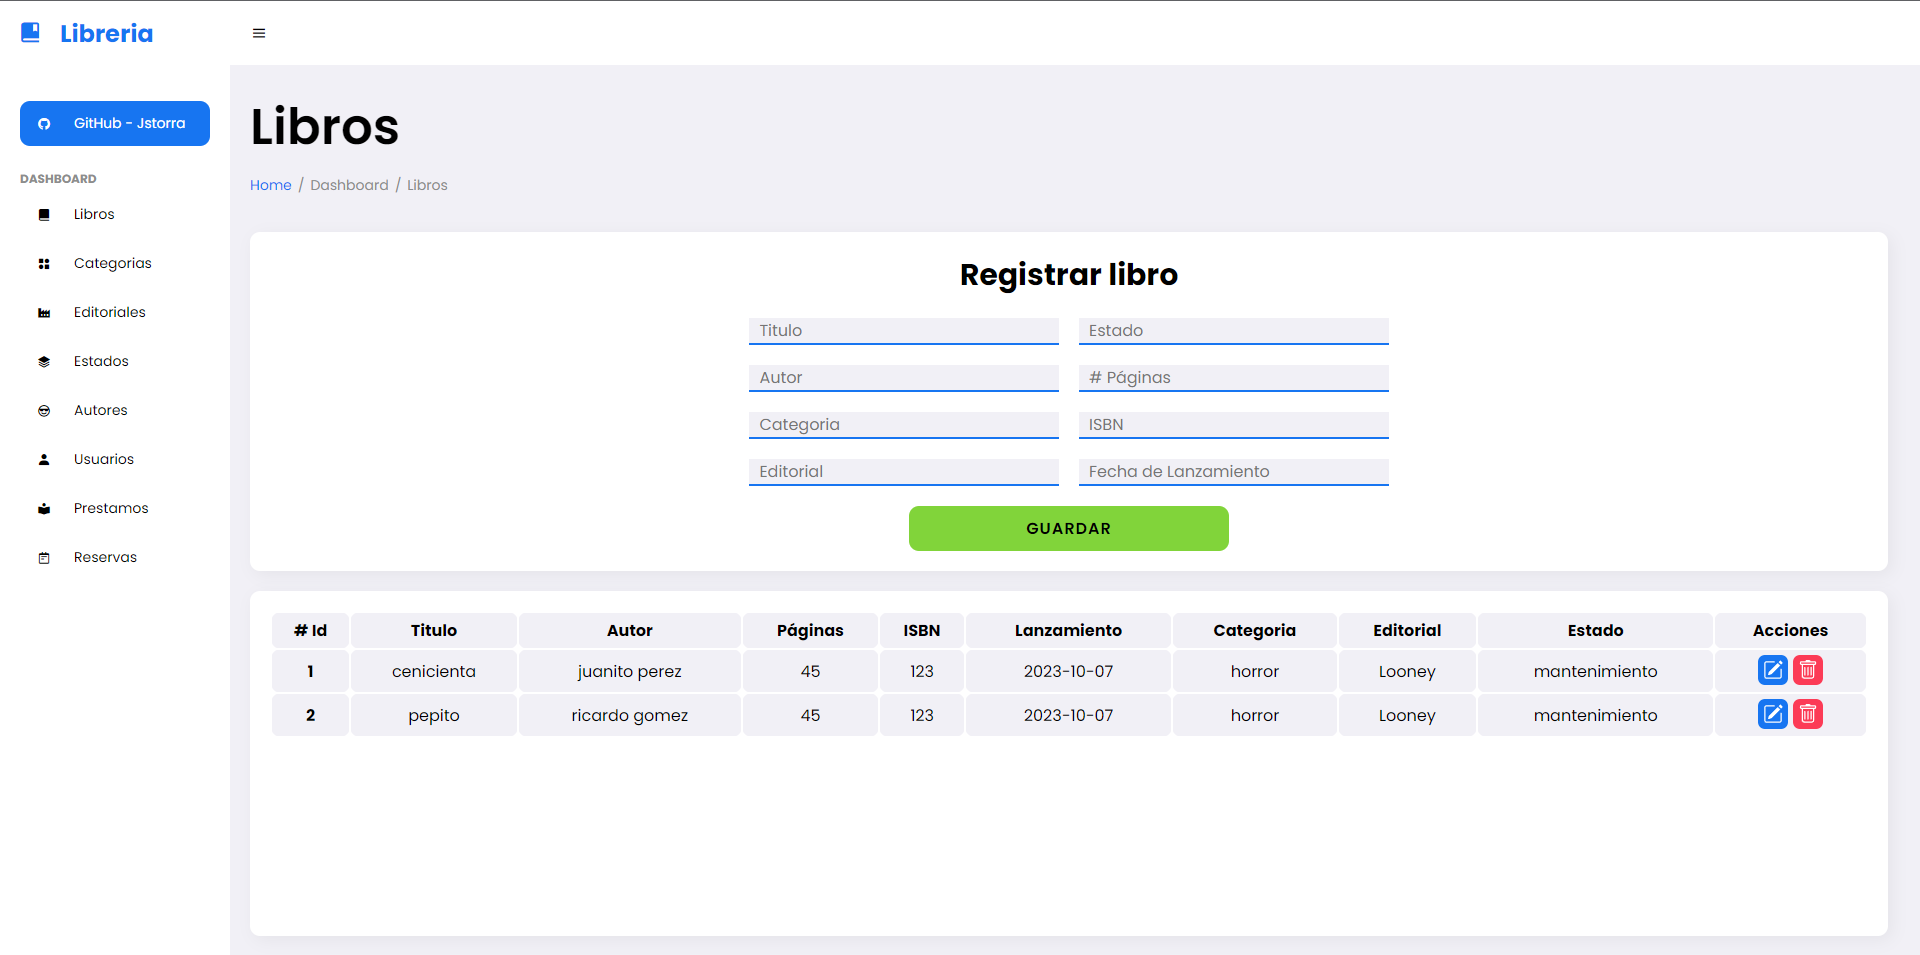 Libreria
GitHub - Jstorra
DASHBOARD
Libros
Categorias
Editoriales
Estados
Autores
Usuarios
Prestamos
Reservas
Libros
Home / Dashboard / Libros
Registrar libro
Titulo Estado
Autor # Páginas
Categoria ISBN
Editorial Fecha de Lanzamiento
GUARDAR
# Id Titulo Autor Páginas ISBN Lanzamiento Categoria Editorial Estado Acciones
1 cenicienta juanito perez 45 123 2023-10-07 horror Looney mantenimiento
2 pepito ricardo gomez 45 123 2023-10-07 horror Looney mantenimiento